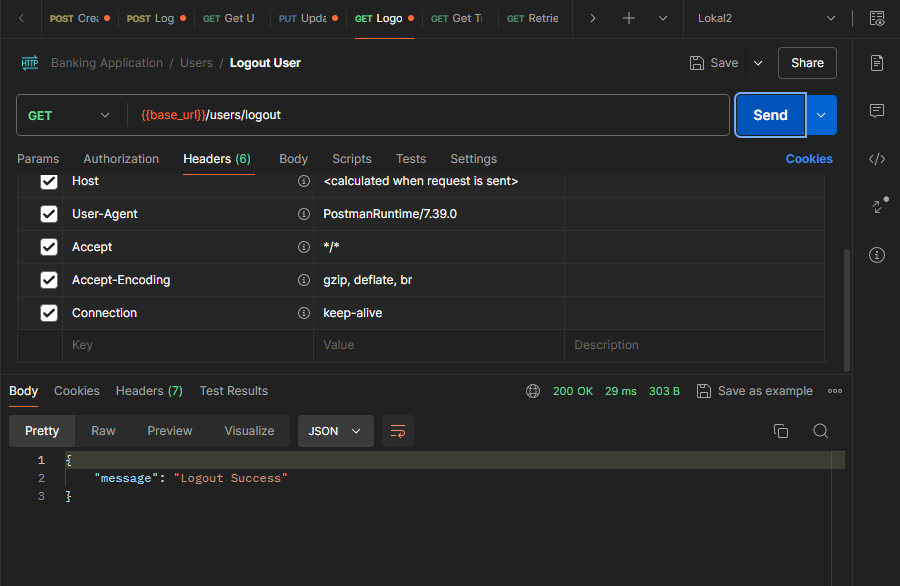 POST Crea POST Log GET Get U PUT Upda GET Logo GET Get Ti GET Retrie Lokal2
HTTP Banking Application / Users / Logout User Save Share
GET {{base_url}}/users/logout Send
Params Authorization Headers (6) Body Scripts Tests Settings Cookies
Host <calculated when request is sent>
User-Agent PostmanRuntime/7.39.0
Accept */*
Accept-Encoding gzip, deflate, br
Connection keep-alive
Key Value Description
Body Cookies Headers (7) Test Results 200 OK 29 ms 303 B Save as example
Pretty Raw Preview Visualize JSON
1 {
2 "message": "Logout Success"
3 }